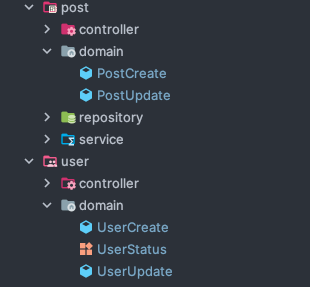 post
controller
domain
PostCreate
PostUpdate
repository
service
user
controller
domain
UserCreate
UserStatus
UserUpdate